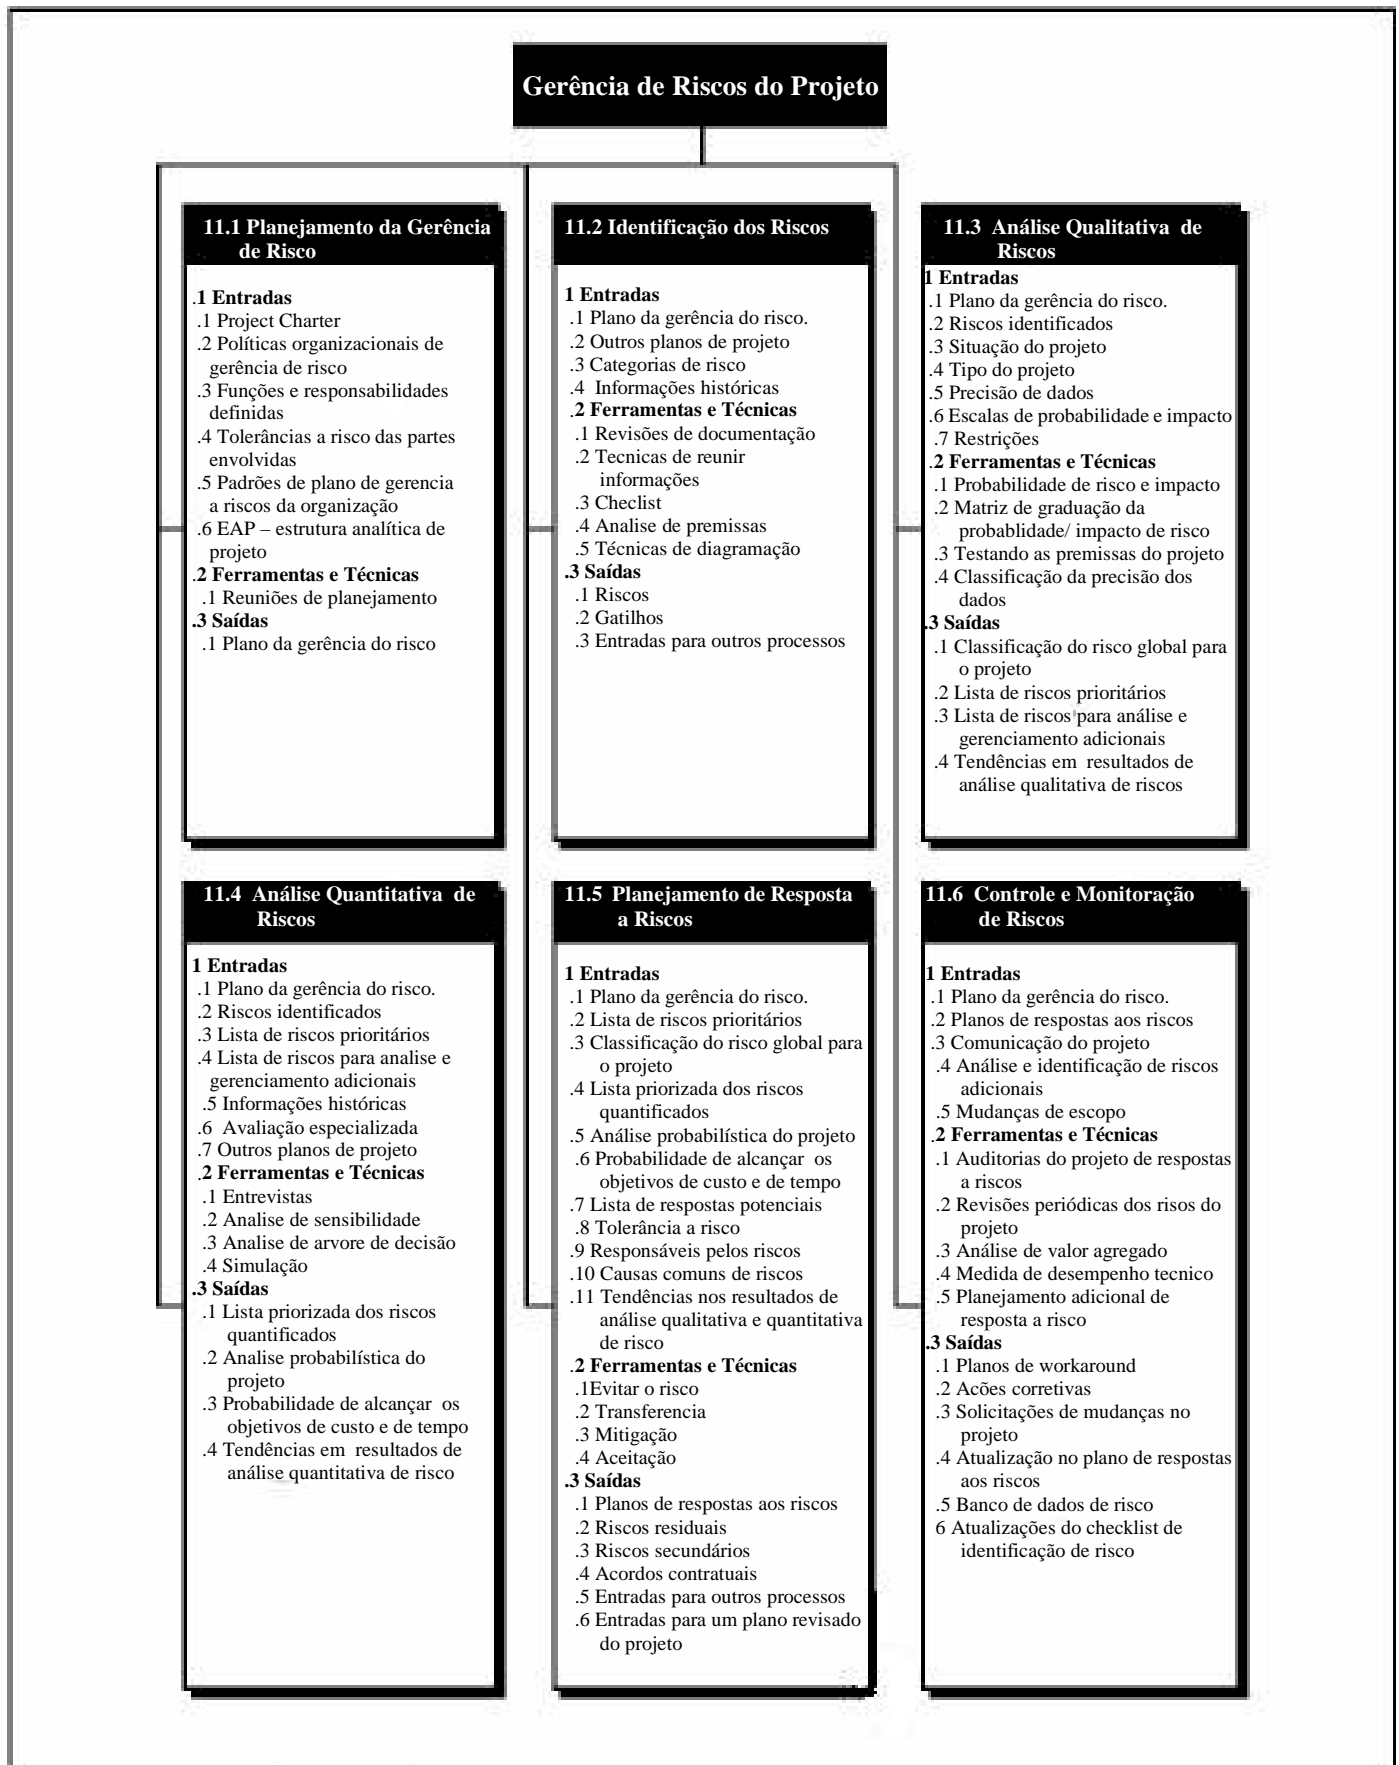 Gerência de Riscos do Projeto
11.1 Planejamento da Gerência
de Risco
.1 Entradas
.1 Project Charter
.2 Políticas organizacionais de
gerência de risco
.3 Funções e responsabilidades
definidas
.4 Tolerâncias a risco das partes
envolvidas
.5 Padrões de plano de gerencia
a riscos da organização
.6 EAP – estrutura analítica de
projeto
.2 Ferramentas e Técnicas
.1 Reuniões de planejamento
.3 Saídas
.1 Plano da gerência do risco
11.2 Identificação dos Riscos
1 Entradas
.1 Plano da gerência do risco.
.2 Outros planos de projeto
.3 Categorias de risco
.4 Informações históricas
.2 Ferramentas e Técnicas
.1 Revisões de documentação
.2 Tecnicas de reunir
informações
.3 Checlist
.4 Analise de premissas
.5 Técnicas de diagramação
.3 Saídas
.1 Riscos
.2 Gatilhos
.3 Entradas para outros processos
11.3 Análise Qualitativa de
Riscos
1 Entradas
.1 Plano da gerência do risco.
.2 Riscos identificados
.3 Situação do projeto
.4 Tipo do projeto
.5 Precisão de dados
.6 Escalas de probabilidade e impacto
.7 Restrições
.2 Ferramentas e Técnicas
.1 Probabilidade de risco e impacto
.2 Matriz de graduação da
probablidade/ impacto de risco
.3 Testando as premissas do projeto
.4 Classificação da precisão dos
dados
.3 Saídas
.1 Classificação do risco global para
o projeto
.2 Lista de riscos prioritários
.3 Lista de riscos para análise e
gerenciamento adicionais
.4 Tendências em resultados de
análise qualitativa de riscos
11.4 Análise Quantitativa de
Riscos
1 Entradas
.1 Plano da gerência do risco.
.2 Riscos identificados
.3 Lista de riscos prioritários
.4 Lista de riscos para analise e
gerenciamento adicionais
.5 Informações históricas
.6 Avaliação especializada
.7 Outros planos de projeto
.2 Ferramentas e Técnicas
.1 Entrevistas
.2 Analise de sensibilidade
.3 Analise de arvore de decisão
.4 Simulação
.3 Saídas
.1 Lista priorizada dos riscos
quantificados
.2 Analise probabilística do
projeto
.3 Probabilidade de alcançar os
objetivos de custo e de tempo
.4 Tendências em resultados de
análise quantitativa de risco
11.5 Planejamento de Resposta
a Riscos
1 Entradas
.1 Plano da gerência do risco.
.2 Lista de riscos prioritários
.3 Classificação do risco global para
o projeto
.4 Lista priorizada dos riscos
quantificados
.5 Análise probabilística do projeto
.6 Probabilidade de alcançar os
objetivos de custo e de tempo
.7 Lista de respostas potenciais
.8 Tolerância a risco
.9 Responsáveis pelos riscos
.10 Causas comuns de riscos
.11 Tendências nos resultados de
análise qualitativa e quantitativa
de risco
.2 Ferramentas e Técnicas
.1Evitar o risco
.2 Transferencia
.3 Mitigação
.4 Aceitação
.3 Saídas
.1 Planos de respostas aos riscos
.2 Riscos residuais
.3 Riscos secundários
.4 Acordos contratuais
.5 Entradas para outros processos
.6 Entradas para um plano revisado
do projeto
11.6 Controle e Monitoração
de Riscos
1 Entradas
.1 Plano da gerência do risco.
.2 Planos de respostas aos riscos
.3 Comunicação do projeto
.4 Análise e identificação de riscos
adicionais
.5 Mudanças de escopo
.2 Ferramentas e Técnicas
.1 Auditorias do projeto de respostas
a riscos
.2 Revisões periódicas dos risos do
projeto
.3 Análise de valor agregado
.4 Medida de desempenho tecnico
.5 Planejamento adicional de
resposta a risco
.3 Saídas
.1 Planos de workaround
.2 Acões corretivas
.3 Solicitações de mudanças no
projeto
.4 Atualização no plano de respostas
aos riscos
.5 Banco de dados de risco
6 Atualizações do checklist de
identificação de risco